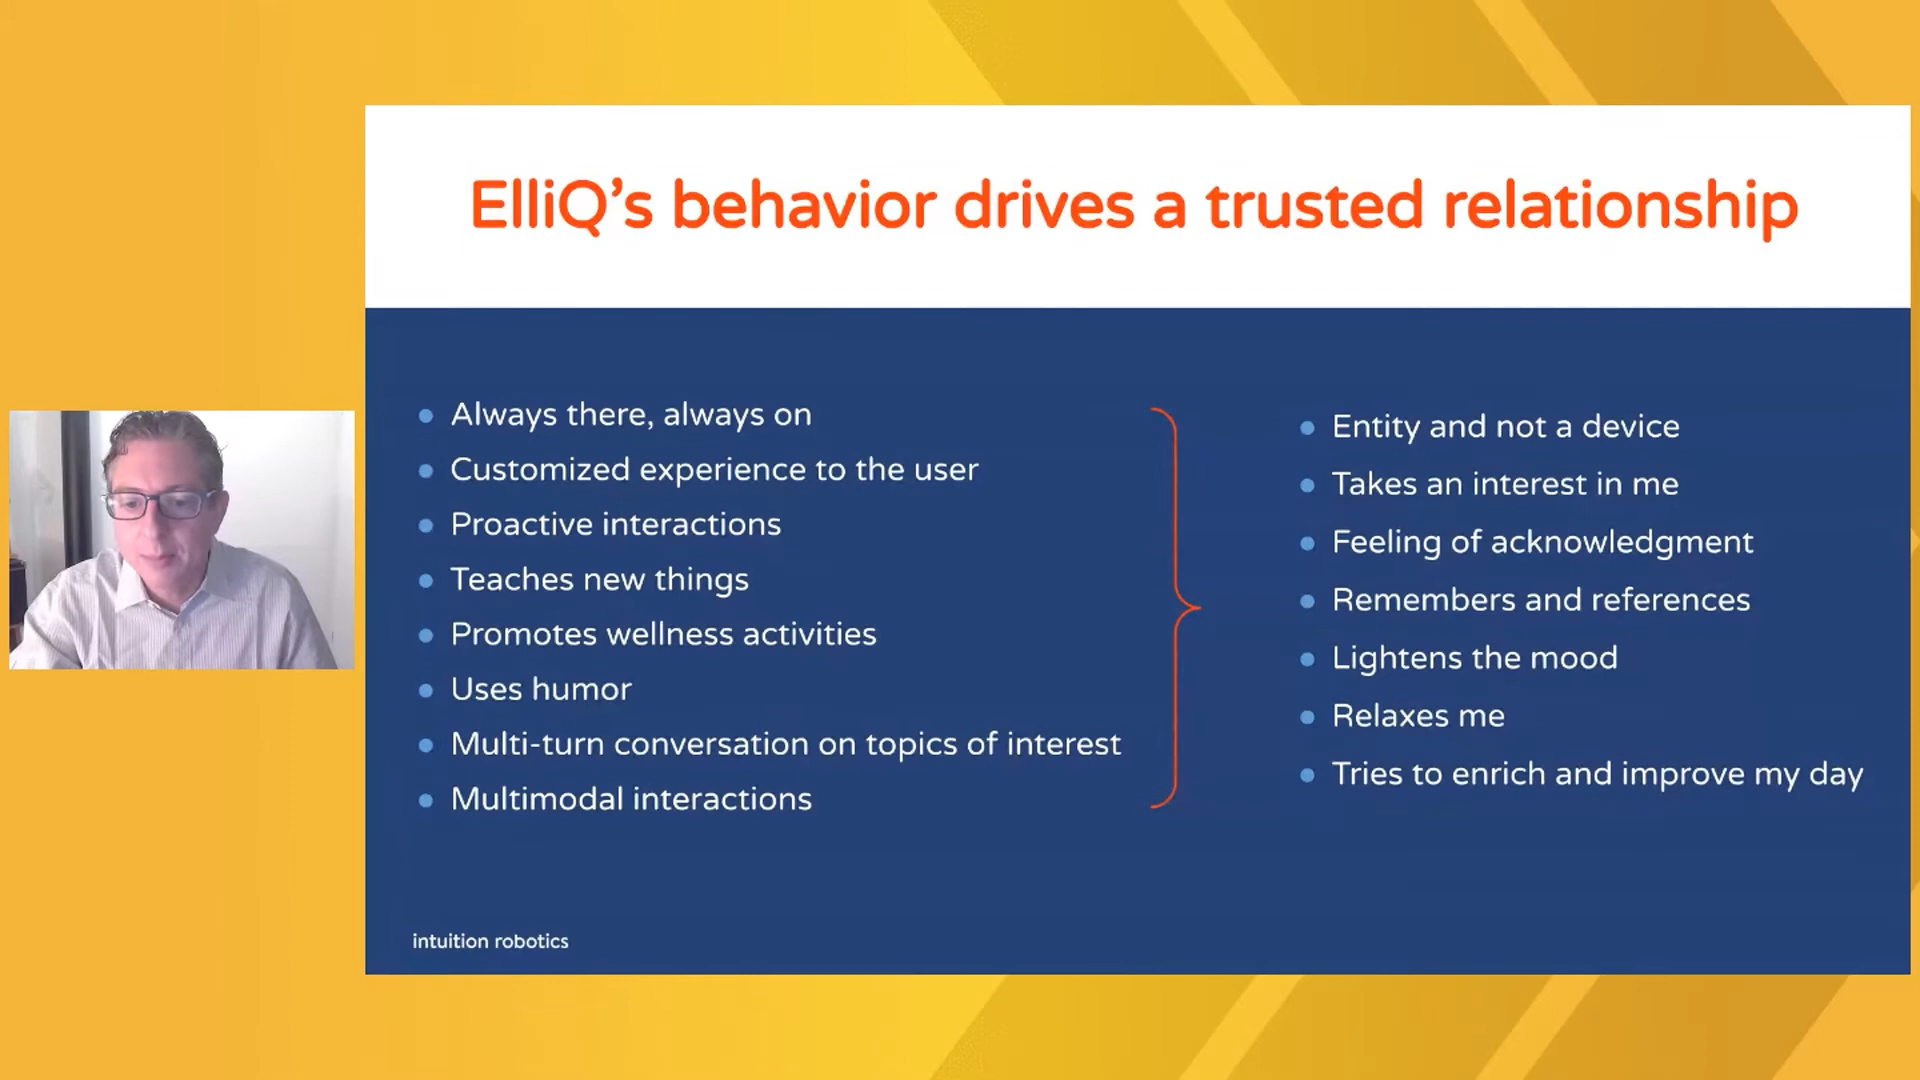 ElliQ’s behavior drives a trusted relationship
Always there, always on
Customized experience to the user
Proactive interactions
Teaches new things
Promotes wellness activities
Uses humor
Multi-turn conversation on topics of interest
Multimodal interactions
Entity and not a device
Takes an interest in me
Feeling of acknowledgment
Remembers and references
Lightens the mood
Relaxes me
Tries to enrich and improve my day
intuition robotics